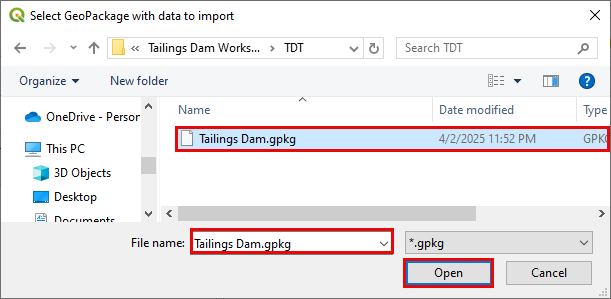 Select GeoPackage with data to import
« Tailings Dam Works... > TDT
Search TDT
Organize
New folder
Name
Date modified
Type
OneDrive - Person
This PC
3D Objects
Desktop
Documents
Tailings Dam.gpkg
4/2/2025 11:52 PM
GPKG
File name:
Tailings Dam.gpkg
*.gpkg
Open
Cancel